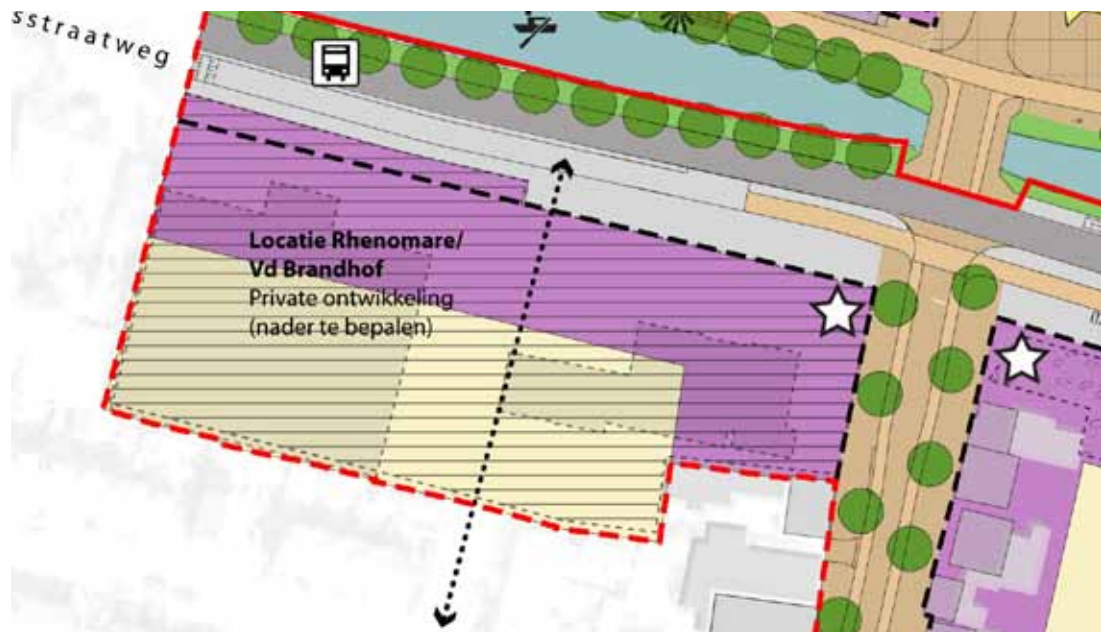 sstraatweg
Locatie Rhenomare/
Vd Brandhof
Private ontwikkeling
(nader te bepalen)